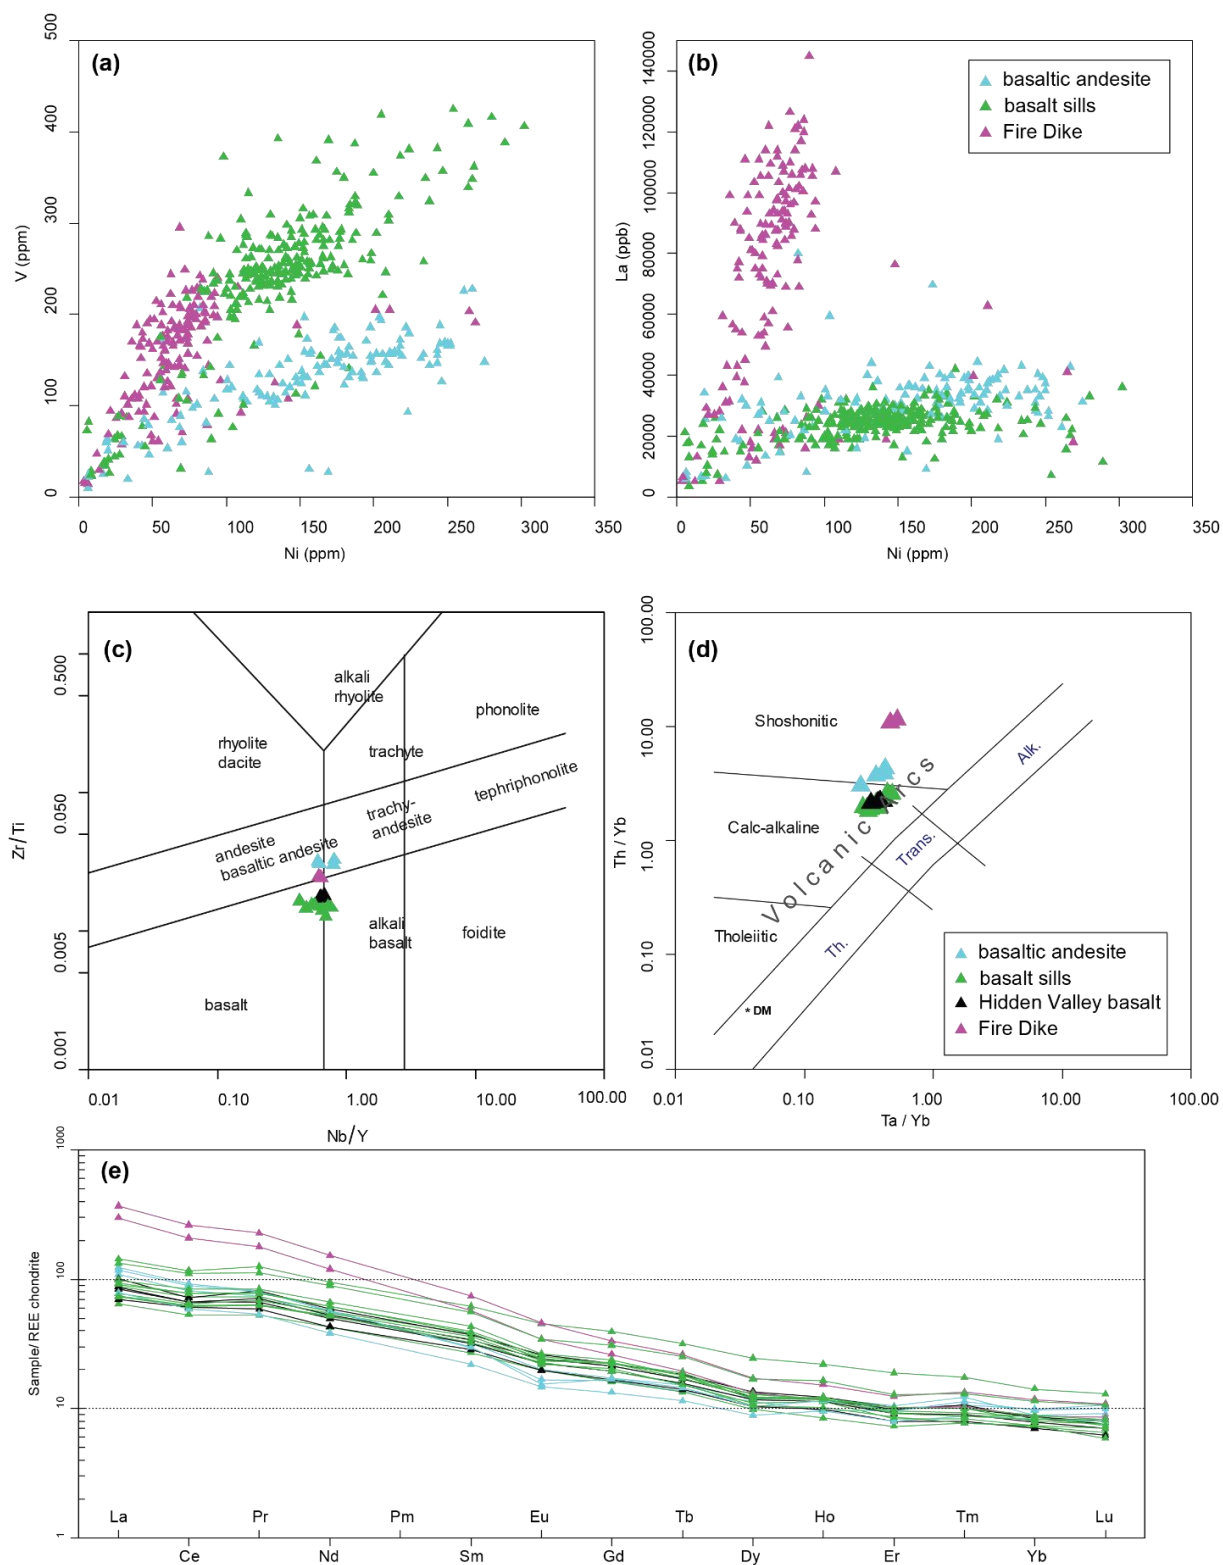 (a)
500
400
300
200
100
0
V (ppm)
0 50 100 150 200 250 300 350
Ni (ppm)
(b)
140000
120000
100000
80000
60000
40000
20000
0
La (ppb)
basaltic andesite
basalt sills
Fire Dike
0 50 100 150 200 250 300 350
Ni (ppm)
(c)
0.500
0.050
0.005
0.001
Zr/Ti
alkali
rhyolite
phonolite
rhyolite
dacite
trachyte
tephriphonolite
trachy-
andesite
andesite
basaltic andesite
alkali
basalt
foidite
basalt
0.01 0.10 1.00 10.00 100.00
Nb/Y
(d)
100.00
10.00
1.00
0.10
0.01
Th / Yb
Shoshonitic
Calc-alkaline
Tholeiitic
Volcanic Arcs
Alk.
Trans.
Th.
* DM
basaltic andesite
basalt sills
Hidden Valley basalt
Fire Dike
0.01 0.10 1.00 10.00 100.00
Ta / Yb
(e)
1000
100
10
1
Sample/ REE chondrite
La Pr Pm Eu Tb Ho Tm Lu
Ce Nd Sm Gd Dy Er Yb